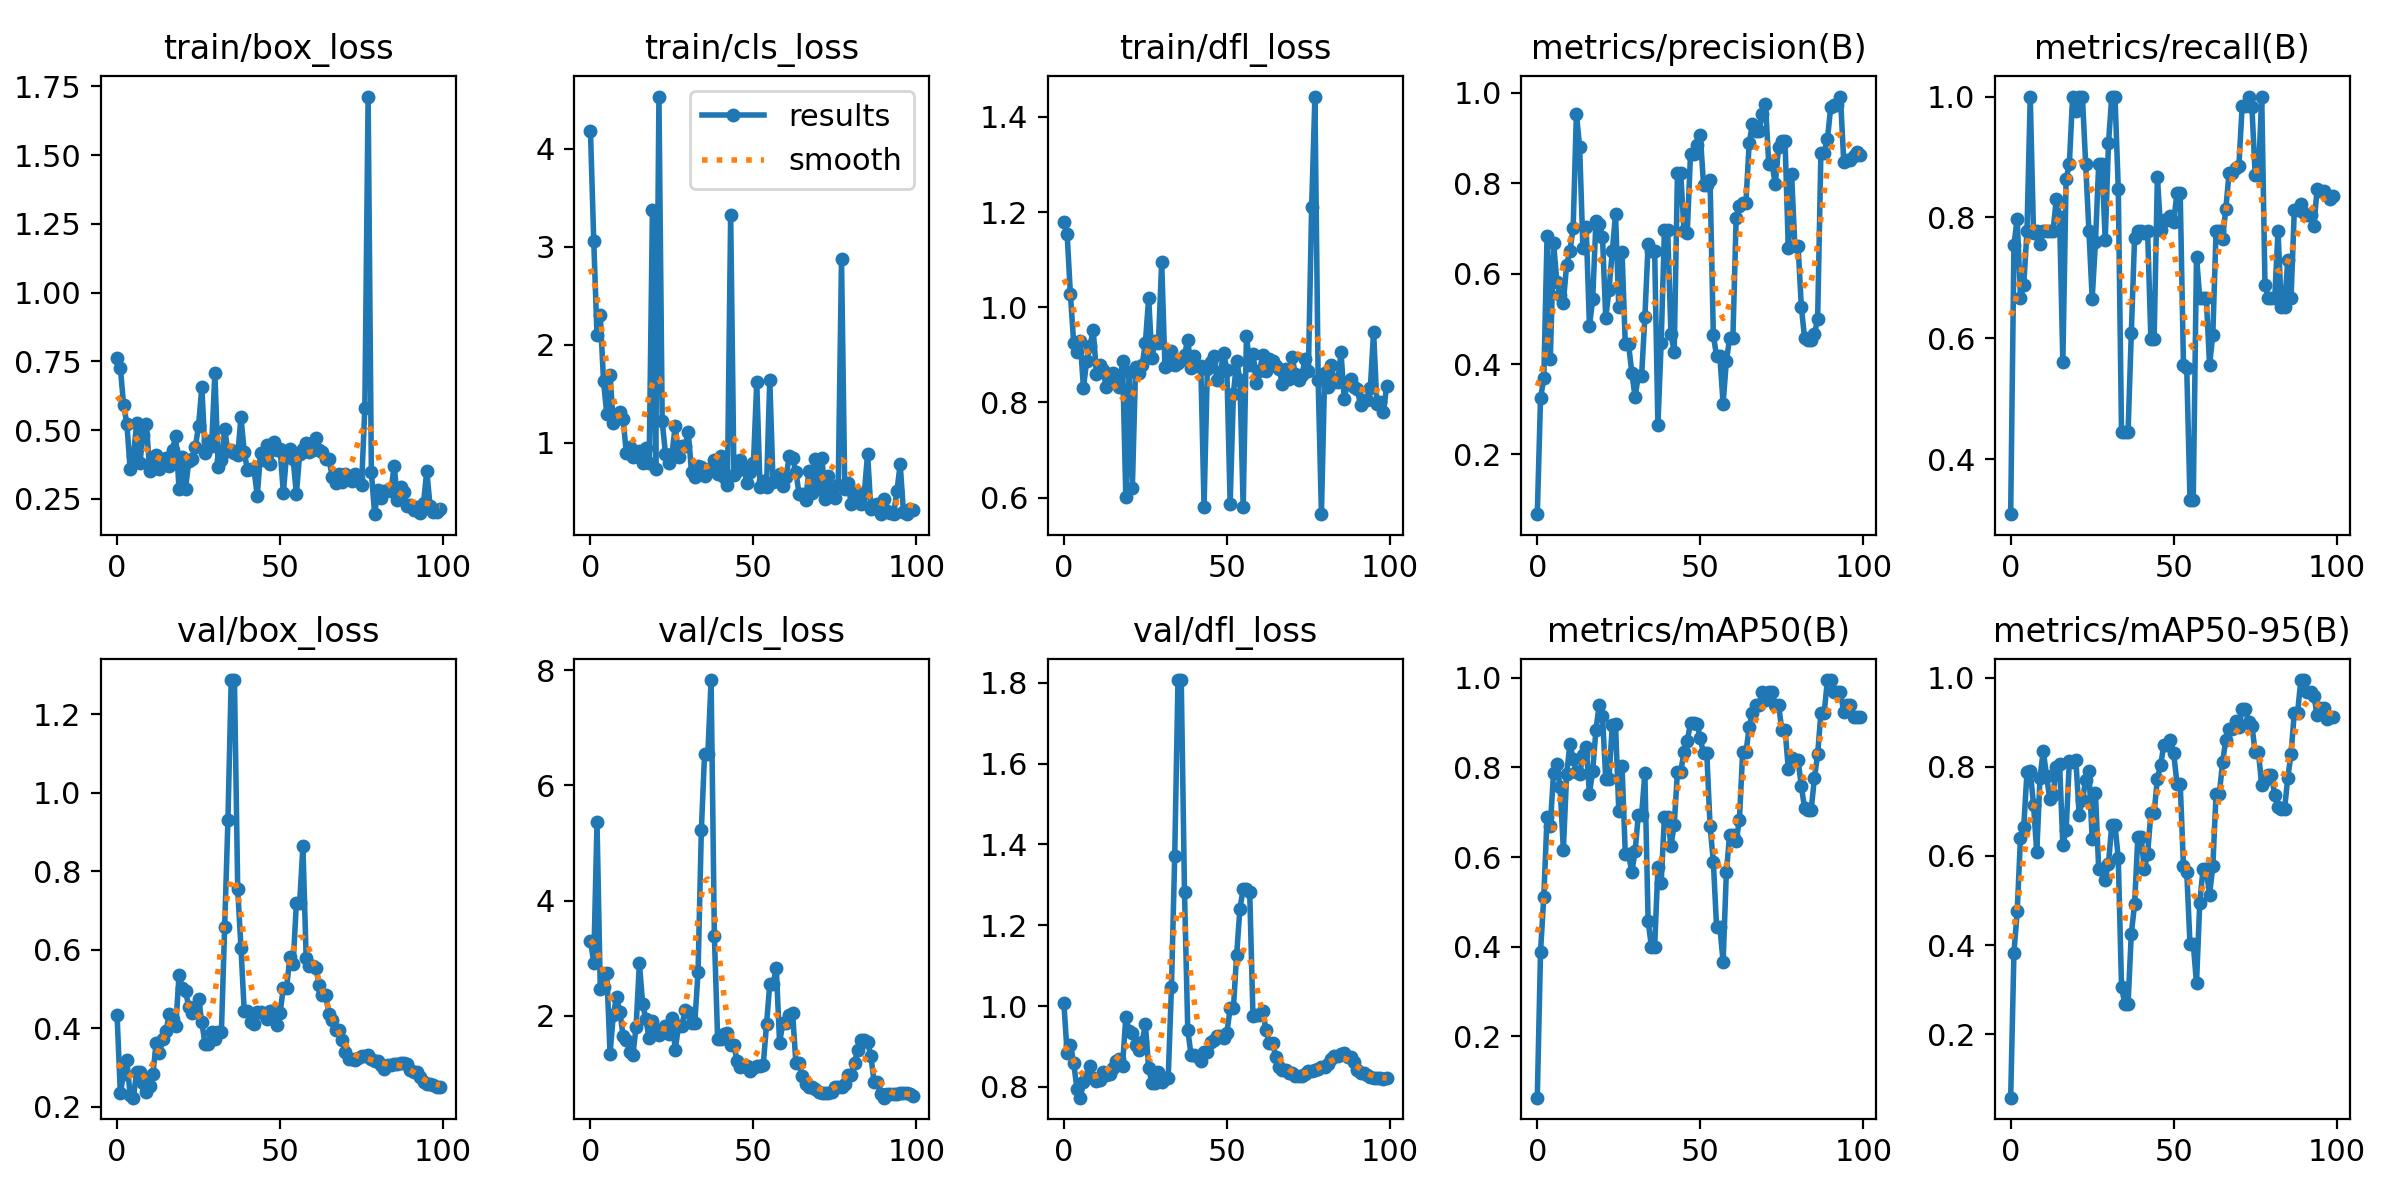 train/box_loss
1.75
1.50
1.25
1.00
0.75
0.50
0.25
0 50 100
train/cls_loss
results
smooth
4
3
2
1
0 50 100
train/dfl_loss
1.4
1.2
1.0
0.8
0.6
0 50 100
metrics/precision(B)
1.0
0.8
0.6
0.4
0.2
0 50 100
metrics/recall(B)
1.0
0.8
0.6
0.4
0 50 100
val/box_loss
1.2
1.0
0.8
0.6
0.4
0.2
0 50 100
val/cls_loss
8
6
4
2
0 50 100
val/dfl_loss
1.8
1.6
1.4
1.2
1.0
0.8
0 50 100
metrics/mAP50(B)
1.0
0.8
0.6
0.4
0.2
0 50 100
metrics/mAP50-95(B)
1.0
0.8
0.6
0.4
0.2
0 50 100